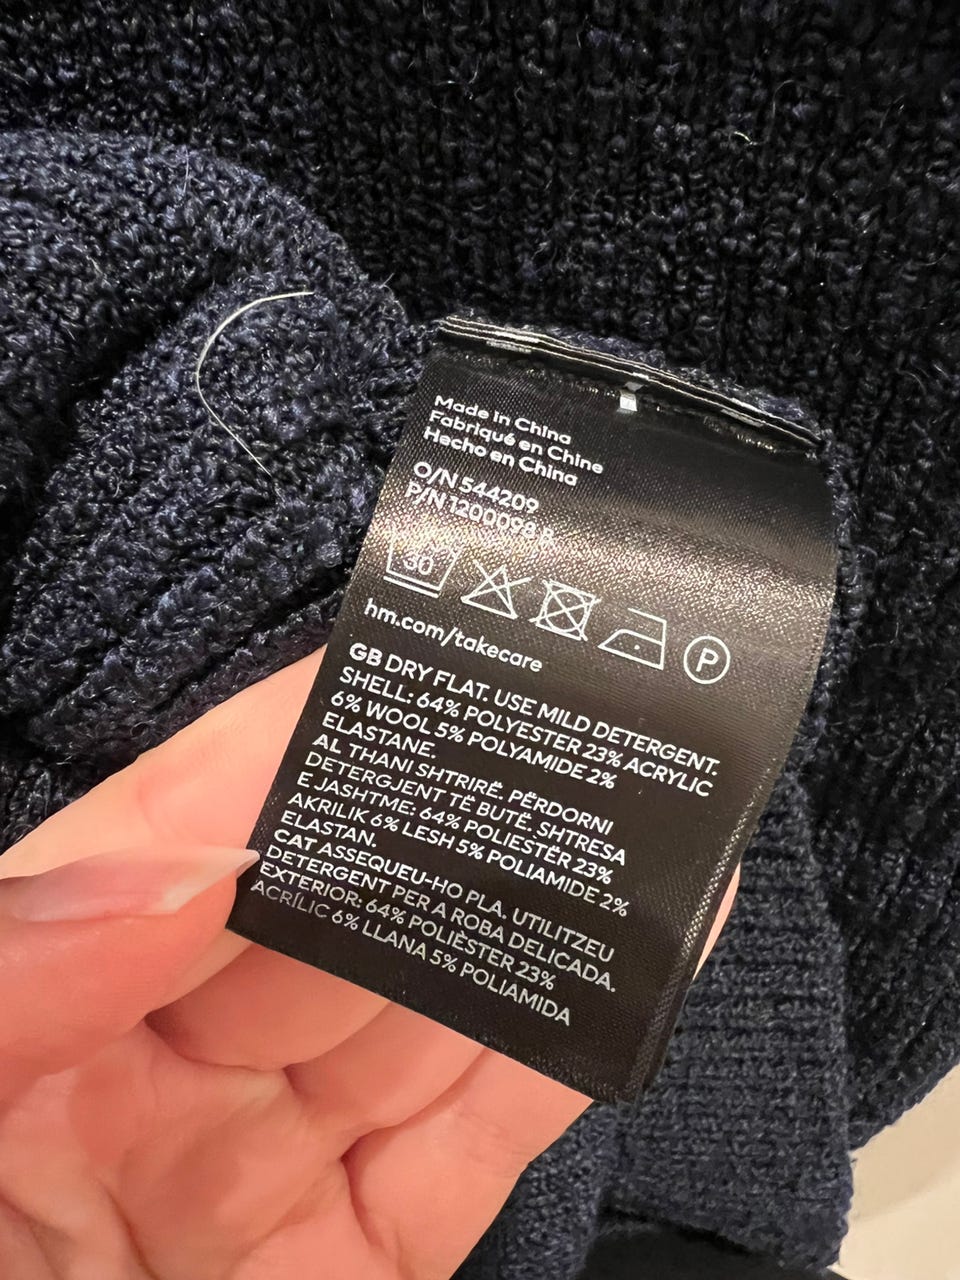 Made in China
Fabriqué en Chine
Hecho en China
O/N 544209
P/N 1200098 B
30
P
hm.com/takecare
GB DRY FLAT. USE MILD DETERGENT.
SHELL: 64% POLYESTER 23% ACRYLIC
6% WOOL 5% POLYAMIDE 2%
ELASTANE.
AL THANI SHTRIRË. PËRDORNI
DETERGJENT TË BUTË. SHTRESA
E JASHTME: 64% POLIESTËR 23%
AKRILIK 6% LESH 5% POLIAMIDE 2%
ELASTAN.
CAT ASSEQUEU-HO PLA. UTILITZEU
DETERGENT PER A ROBA DELICADA.
EXTERIOR: 64% POLIÈSTER 23%
ACRÍLIC 6% LLANA 5% POLIAMIDA